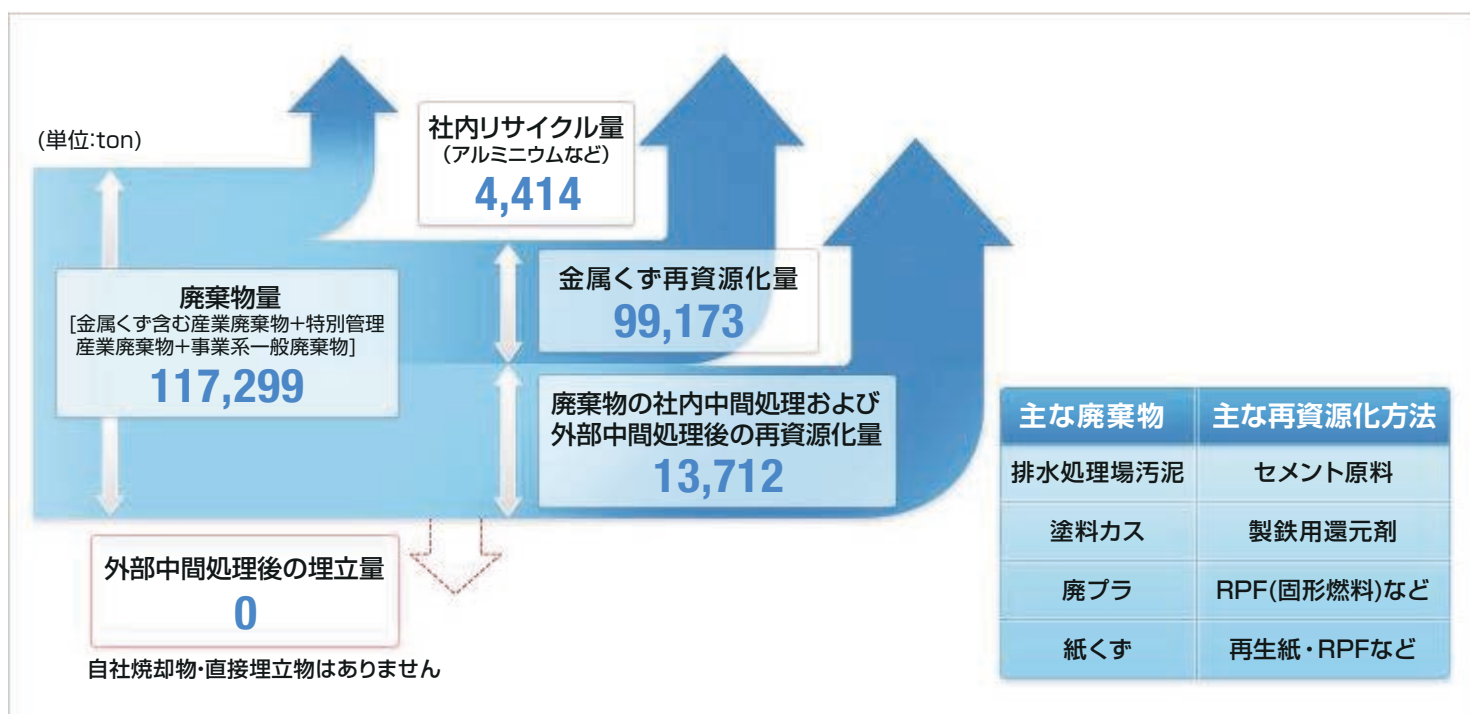 (単位:ton)
社内リサイクル量
(アルミニウムなど)
4,414
廃棄物量
[金属くず含む産業廃棄物+特別管理
産業廃棄物+事業系一般廃棄物]
117,299
金属くず再資源化量
99,173
廃棄物の社内中間処理および
外部中間処理後の再資源化量
13,712
外部中間処理後の埋立量
0
自社焼却物・直接埋立物はありません
主な廃棄物 主な再資源化方法
排水処理場汚泥 セメント原料
塗料カス 製鉄用還元剤
廃プラ RPF(固形燃料)など
紙くず 再生紙・RPFなど